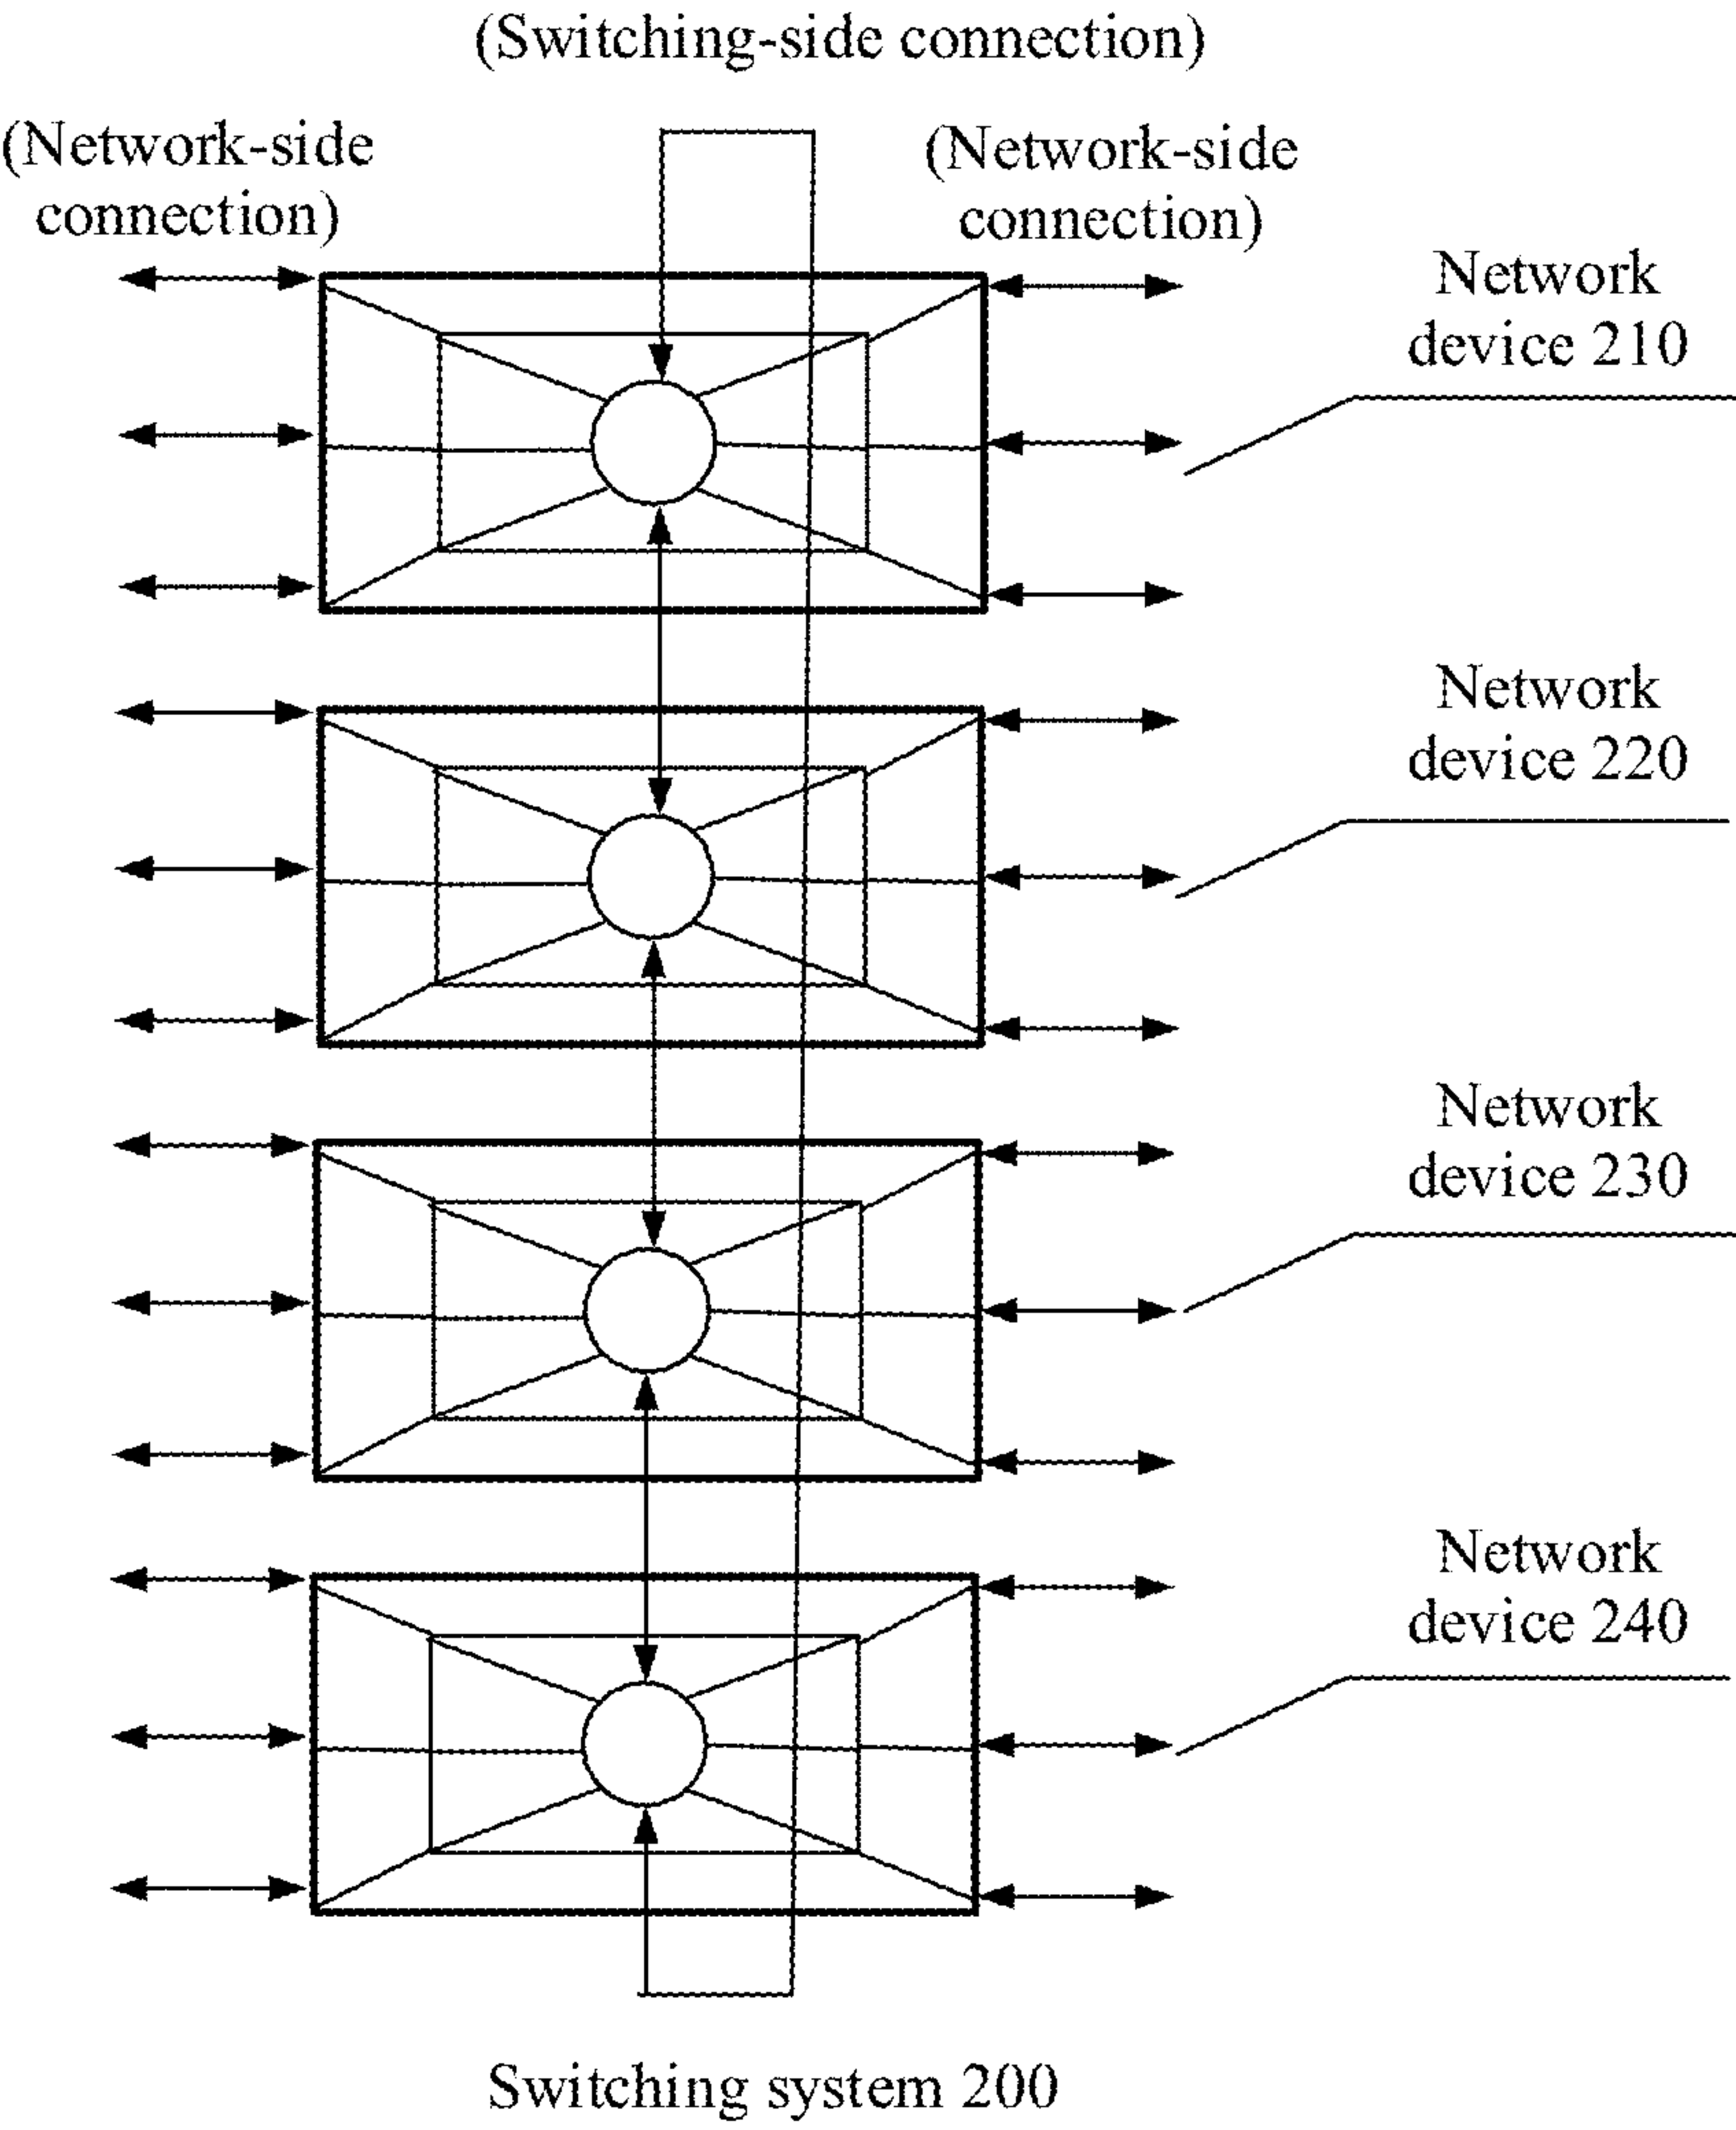 (Switching-side connection)
(Network-side
connection)
(Network-side
connection)
Network
device 210
Network
device 220
Network
device 230
Network
device 240
Switching system 200